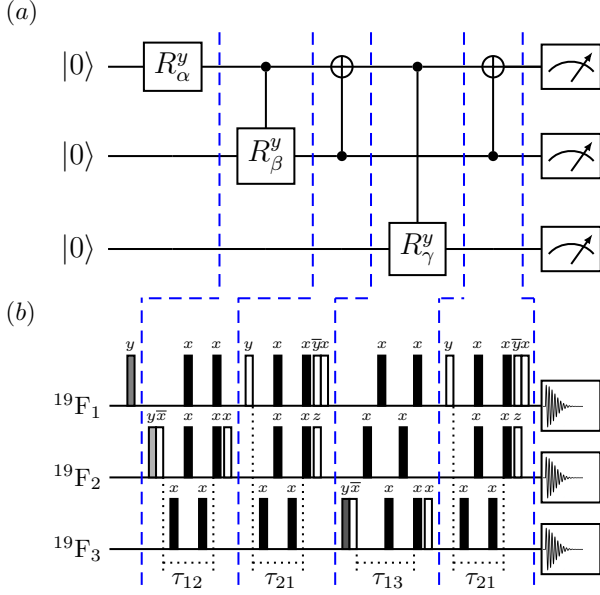 (a)
|0⟩ R^y_α
|0⟩ R^y_β
|0⟩ R^y_γ
(b)
y x x y x x y̅ x x x y x x y̅ x
¹⁹F₁
y x̅ x x x x x z x x x x z
¹⁹F₂
x x x x y x̅ x x x x x
¹⁹F₃
τ₁₂ τ₂₁ τ₁₃ τ₂₁